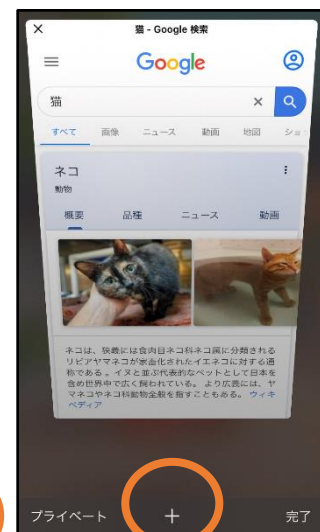 猫 - Google 検索
Google
猫
すべて 画像 ニュース 動画 地図 ショ
ネコ
動物
概要 品種 ニュース 動画
ネコは、狭義には食肉目ネコ科ネコ属に分類される
リビアヤマネコが家畜化されたイエネコに対する通
称である。イヌと並ぶ代表的なペットとして日本を
含め世界中で広く飼われている。 より広義には、ヤ
マネコやネコ科動物全般を指すこともある。 ウィキ
ペディア
プライベート 完了